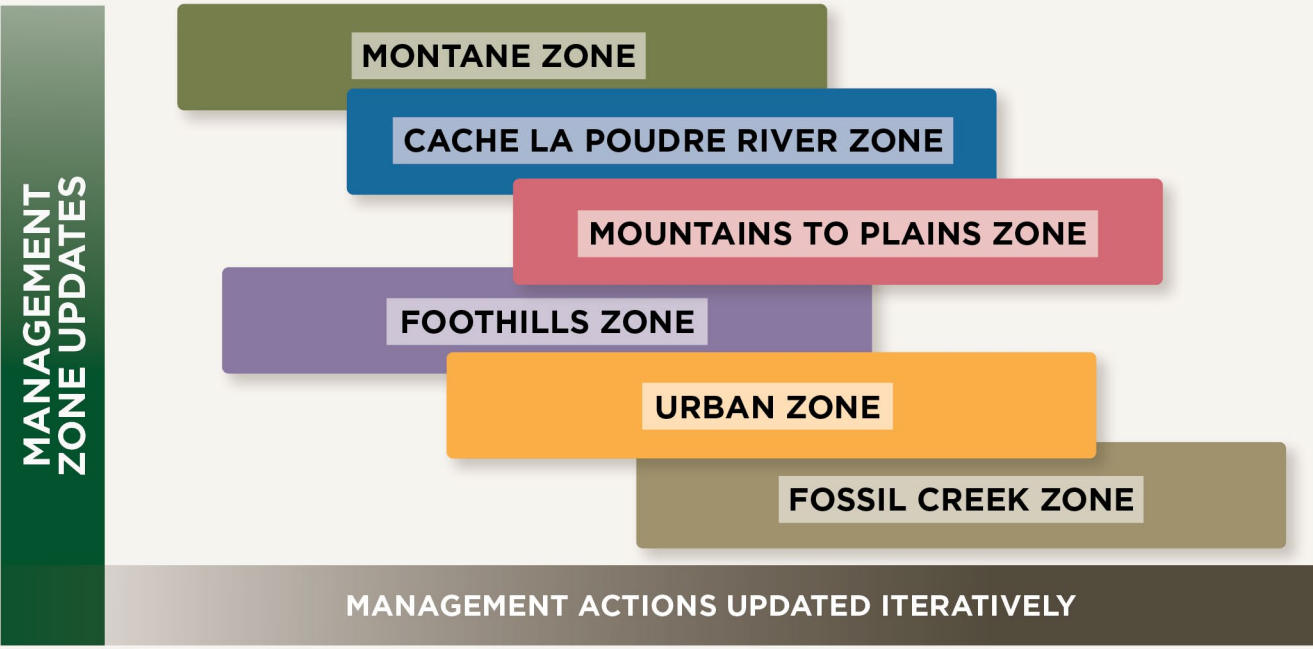 MANAGEMENT
ZONE UPDATES
MONTANE ZONE
CACHE LA POUDRE RIVER ZONE
MOUNTAINS TO PLAINS ZONE
FOOTHILLS ZONE
URBAN ZONE
FOSSIL CREEK ZONE
MANAGEMENT ACTIONS UPDATED ITERATIVELY